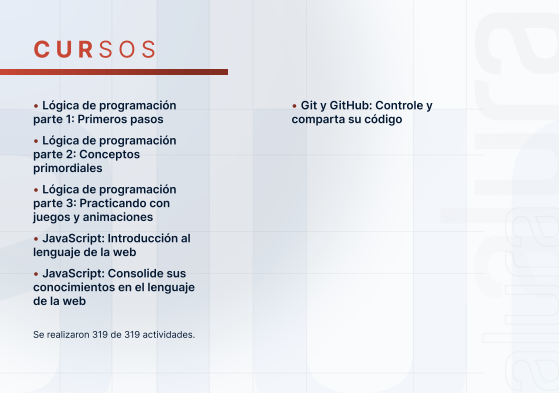 CURSOS
• Lógica de programación
parte 1: Primeros pasos
• Lógica de programación
parte 2: Conceptos
primordiales
• Lógica de programación
parte 3: Practicando con
juegos y animaciones
• JavaScript: Introducción al
lenguaje de la web
• JavaScript: Consolide sus
conocimientos en el lenguaje
de la web
• Git y GitHub: Controle y
comparta su código
Se realizaron 319 de 319 actividades.
alura
alura